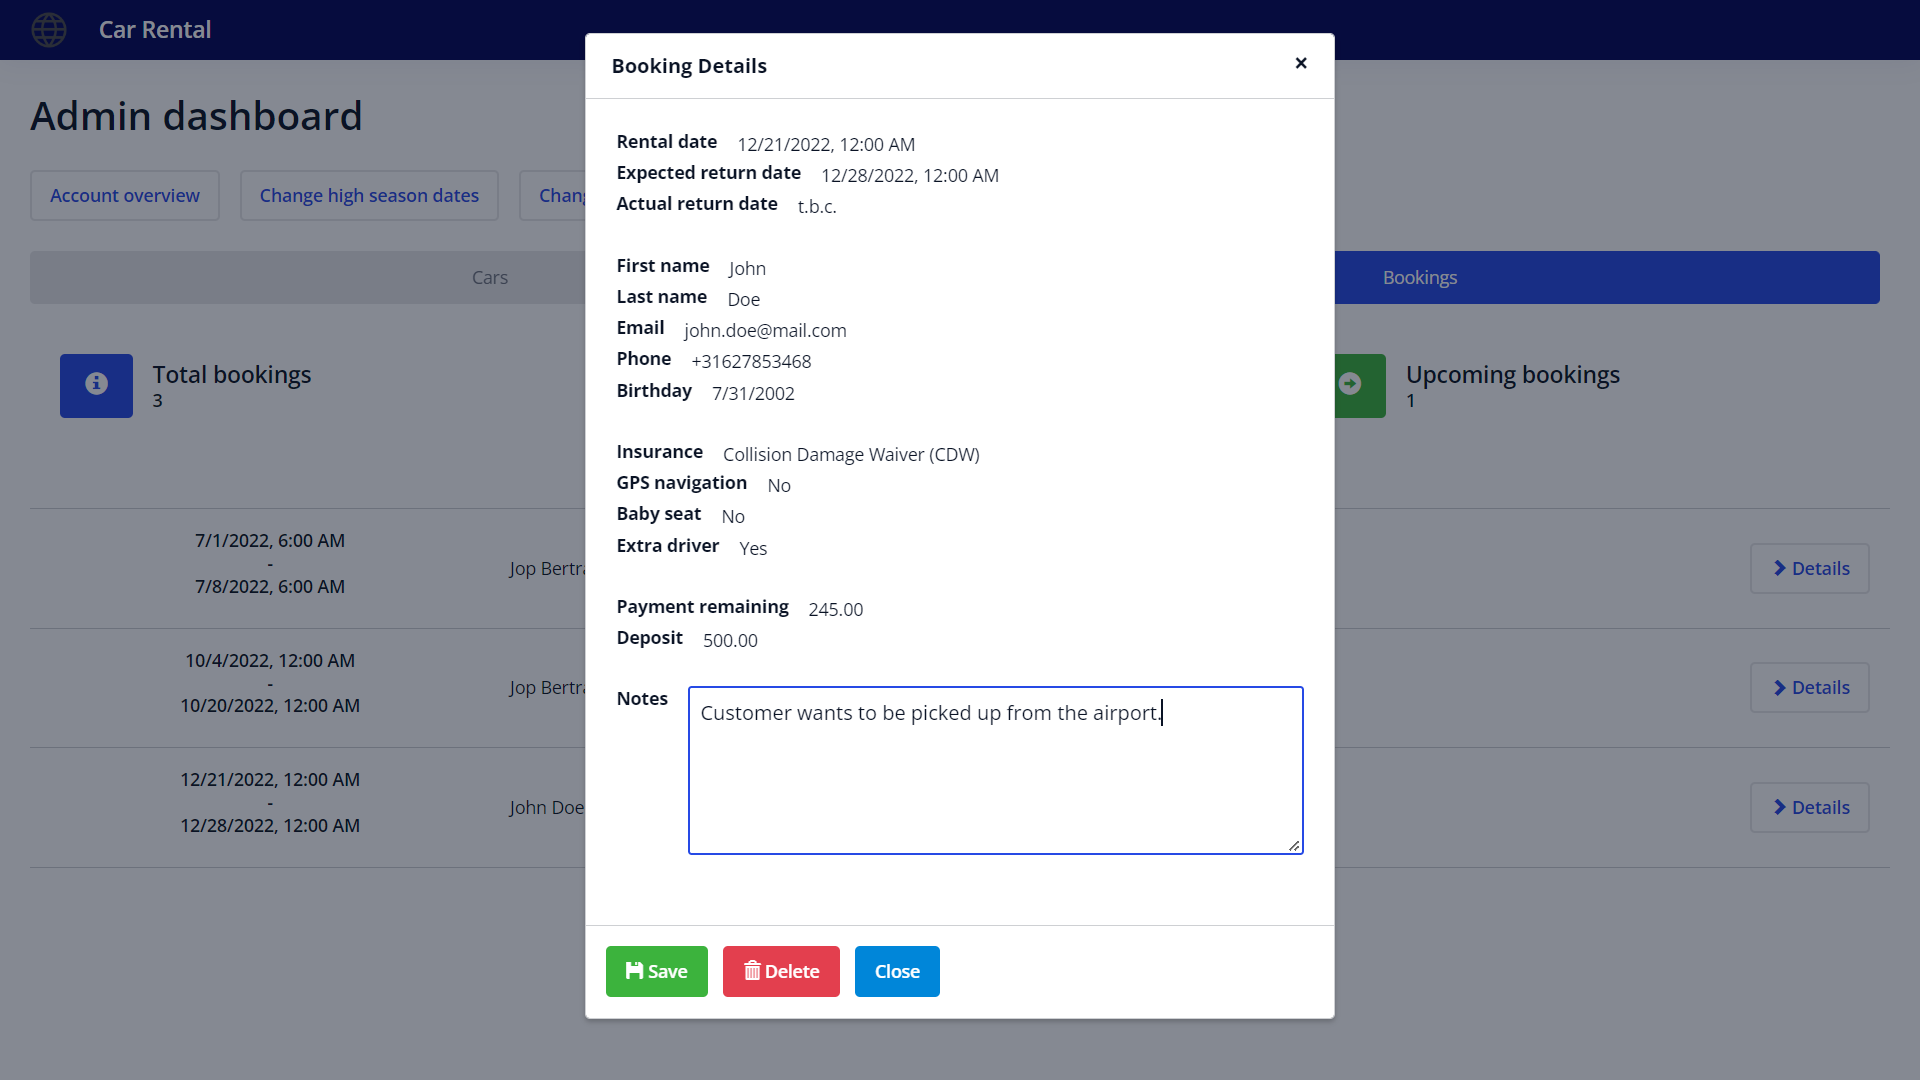 Car Rental
Admin dashboard
Account overview
Change high season dates
Cars
Bookings
Total bookings
3
Upcoming bookings
1
7/1/2022, 6:00 AM
-
7/8/2022, 6:00 AM
Jop
Details
10/4/2022, 12:00 AM
-
10/20/2022, 12:00 AM
Jop
Details
12/21/2022, 12:00 AM
-
12/28/2022, 12:00 AM
John Doe
Details
Booking Details
×
Rental date 12/21/2022, 12:00 AM
Expected return date 12/28/2022, 12:00 AM
Actual return date t.b.c.
First name John
Last name Doe
Email john.doe@mail.com
Phone +31627853468
Birthday 7/31/2002
Insurance Collision Damage Waiver (CDW)
GPS navigation No
Baby seat No
Extra driver Yes
Payment remaining 245.00
Deposit 500.00
Notes Customer wants to be picked up from the airport.
Save Delete Close